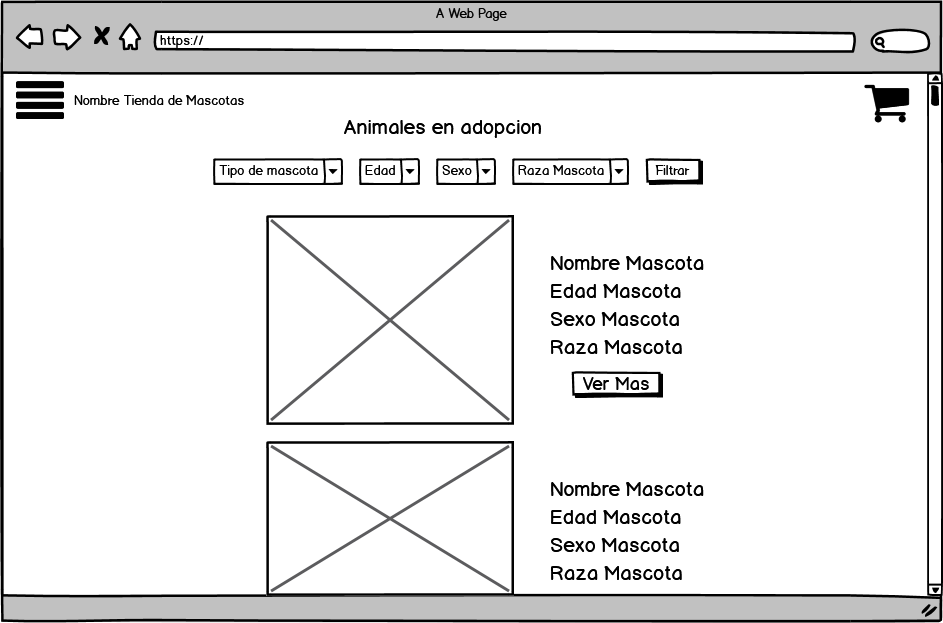 A Web Page
https://
Nombre Tienda de Mascotas
Animales en adopcion
Tipo de mascota Edad Sexo Raza Mascota Filtrar
Nombre Mascota
Edad Mascota
Sexo Mascota
Raza Mascota
Ver Mas
Nombre Mascota
Edad Mascota
Sexo Mascota
Raza Mascota